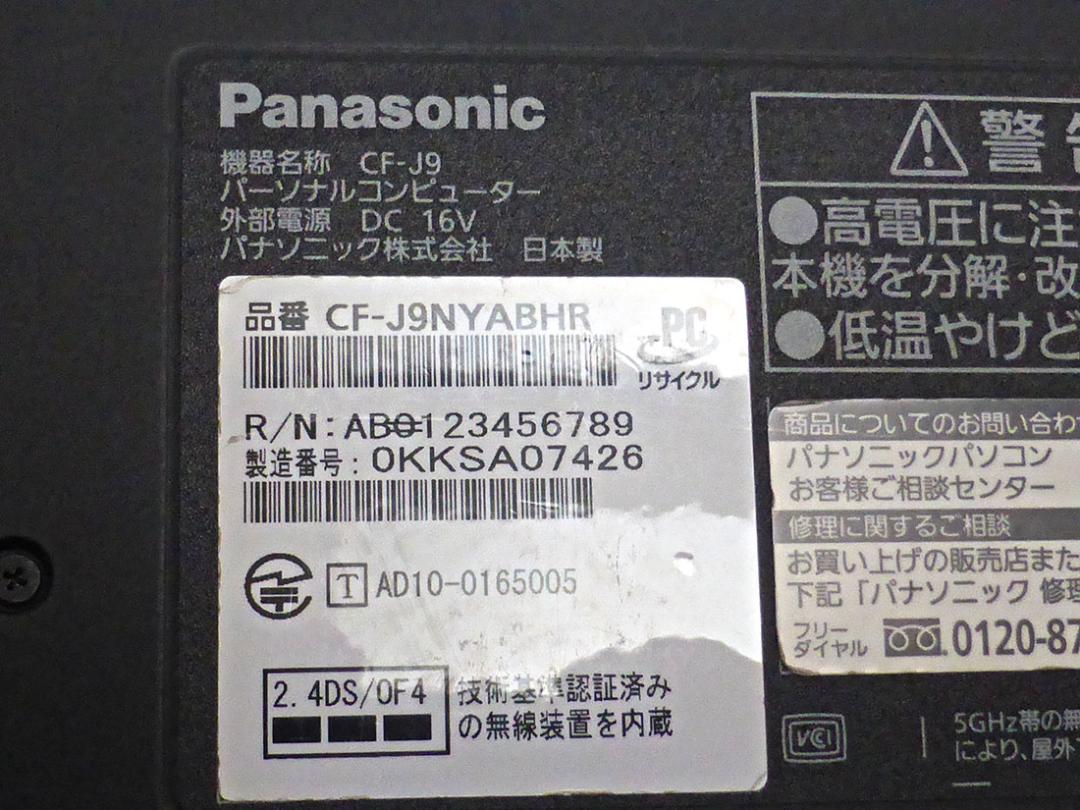 Panasonic
機器名称 CF-J9
パーソナルコンピューター
外部電源 DC 16V
パナソニック株式会社 日本製
品番 CF-J9NYABHR
PC
リサイクル
R/N:AB0123456789
製造番号:0KKSA07426
T AD10-0165005
2.4DS/OF4
技術基準認証済み
の無線装置を内蔵
警告
●高電圧に注
本機を分解・改
●低温やけど
商品についてのお問い合わ
パナソニックパソコン
お客様ご相談センター
修理に関するご相談
お買い上げの販売店また
下記「パナソニック 修理
フリー
ダイヤル 0120-87
VCI
5GHz帯の無
により、屋外